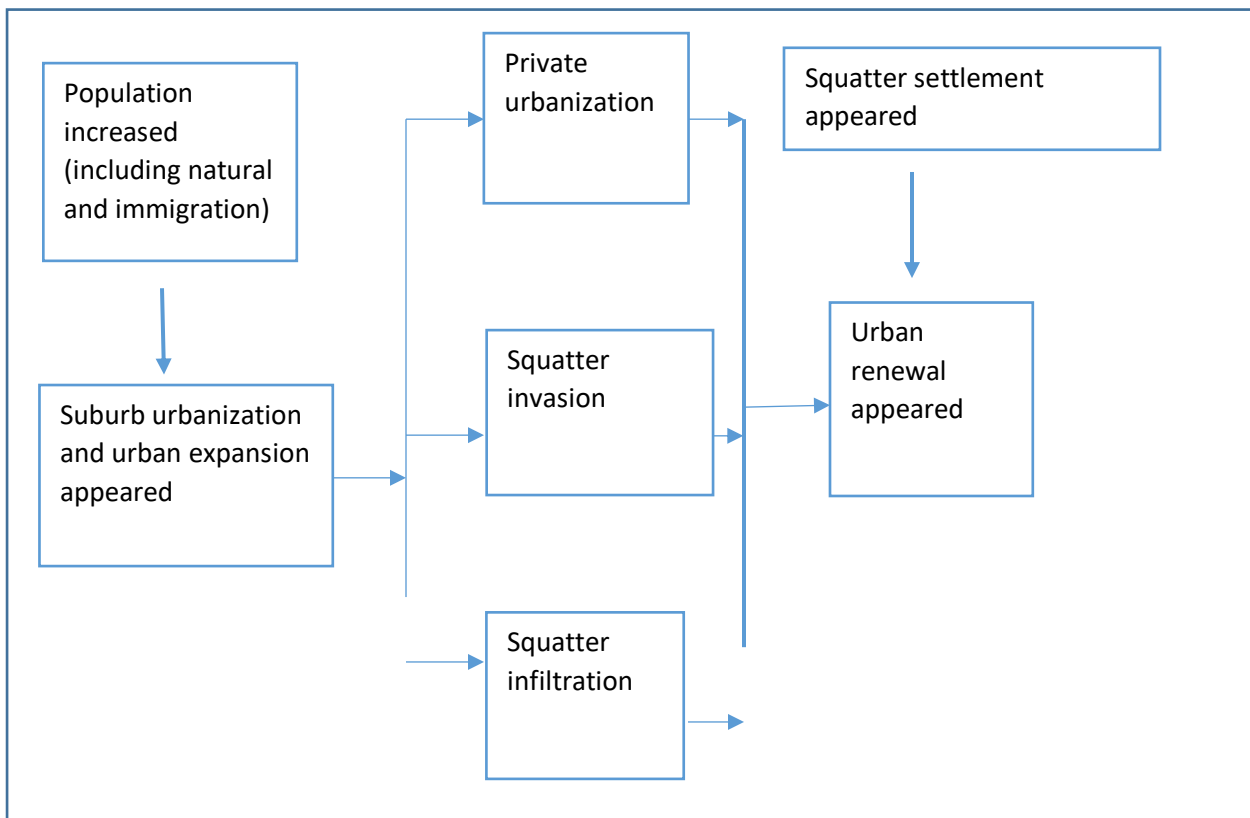 Population
increased
(including natural
and immigration)
Suburb urbanization
and urban expansion
appeared
Private
urbanization
Squatter
invasion
Squatter
infiltration
Squatter settlement
appeared
Urban
renewal
appeared